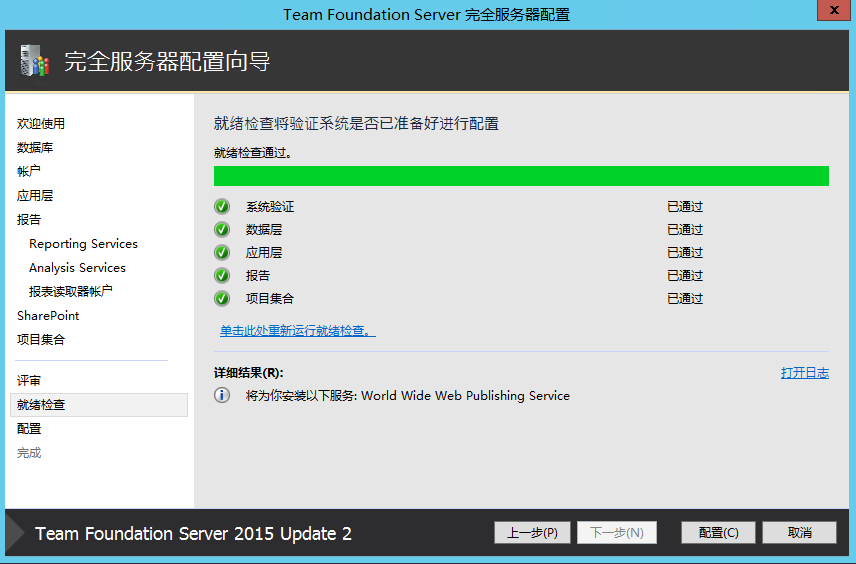 Team Foundation Server 完全服务器配置
x
完全服务器配置向导
欢迎使用
数据库
帐户
应用层
报告
Reporting Services
Analysis Services
报表读取器帐户
SharePoint
项目集合
评审
就绪检查
配置
完成
就绪检查将验证系统是否已准备好进行配置
就绪检查通过。
系统验证 已通过
数据层 已通过
应用层 已通过
报告 已通过
项目集合 已通过
单击此处重新运行就绪检查。
详细结果(R): 打开日志
将为你安装以下服务: World Wide Web Publishing Service
Team Foundation Server 2015 Update 2
上一步(P) 下一步(N) 配置(C) 取消